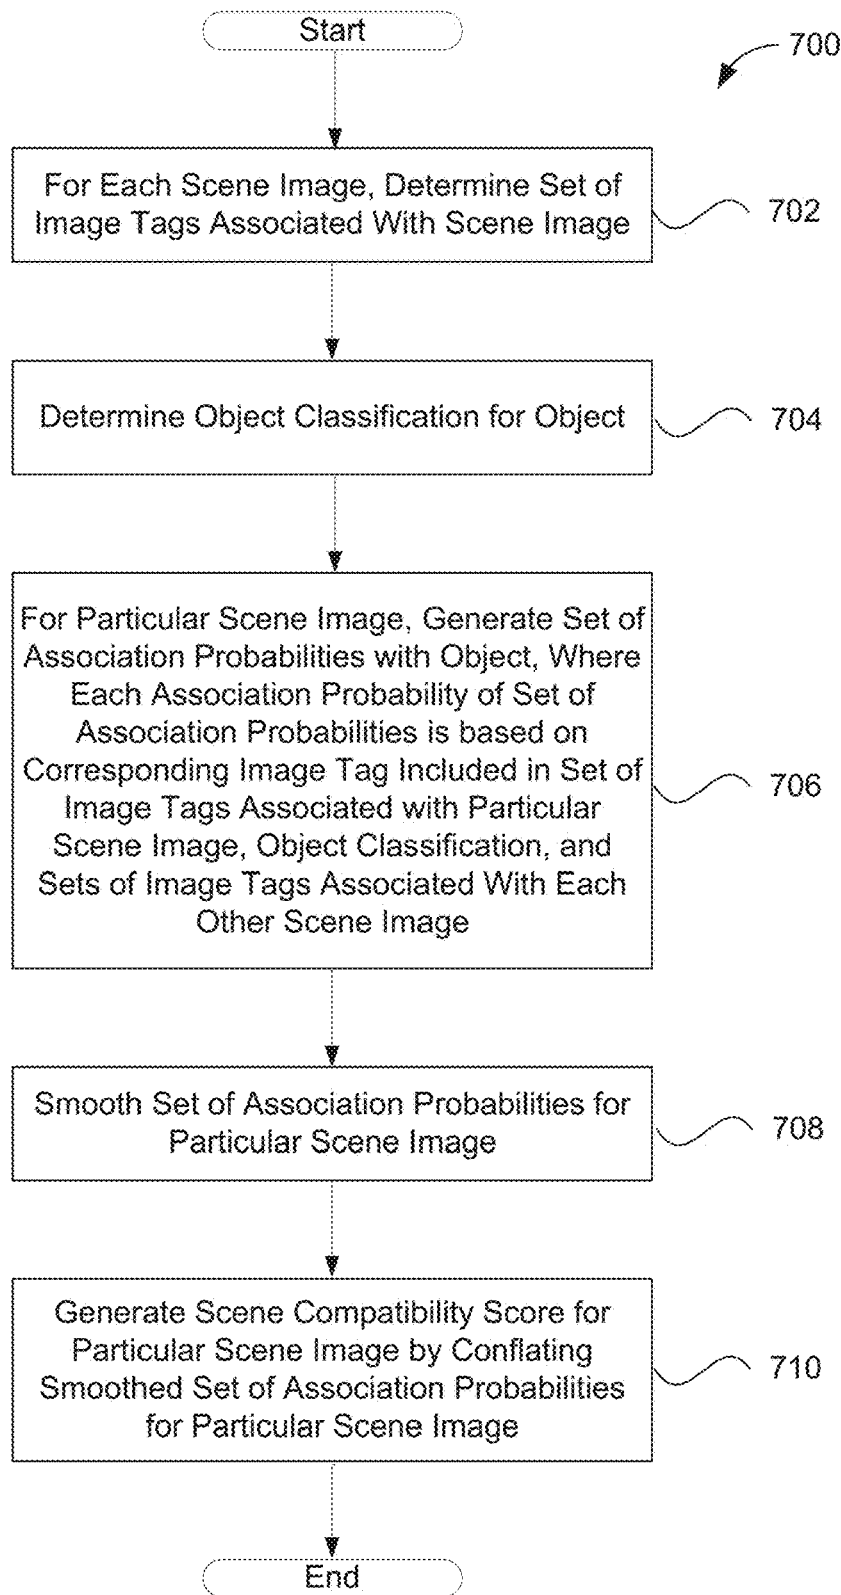 Start
700
For Each Scene Image, Determine Set of
Image Tags Associated With Scene Image
702
Determine Object Classification for Object
704
For Particular Scene Image, Generate Set of
Association Probabilities with Object, Where
Each Association Probability of Set of
Association Probabilities is based on
Corresponding Image Tag Included in Set of
Image Tags Associated with Particular
Scene Image, Object Classification, and
Sets of Image Tags Associated With Each
Other Scene Image
706
Smooth Set of Association Probabilities for
Particular Scene Image
708
Generate Scene Compatibility Score for
Particular Scene Image by Conflating
Smoothed Set of Association Probabilities
for Particular Scene Image
710
End